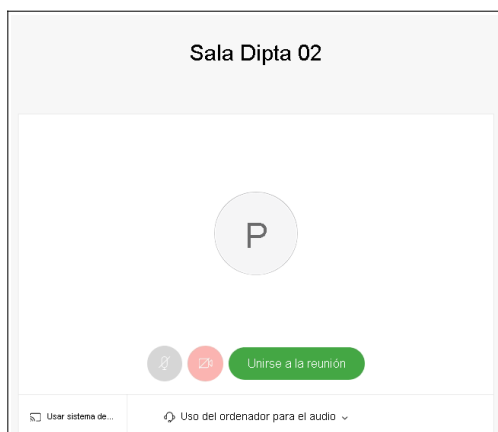 Sala Dipta 02
P
Unirse a la reunión
Usar sistema de...
Uso del ordenador para el audio